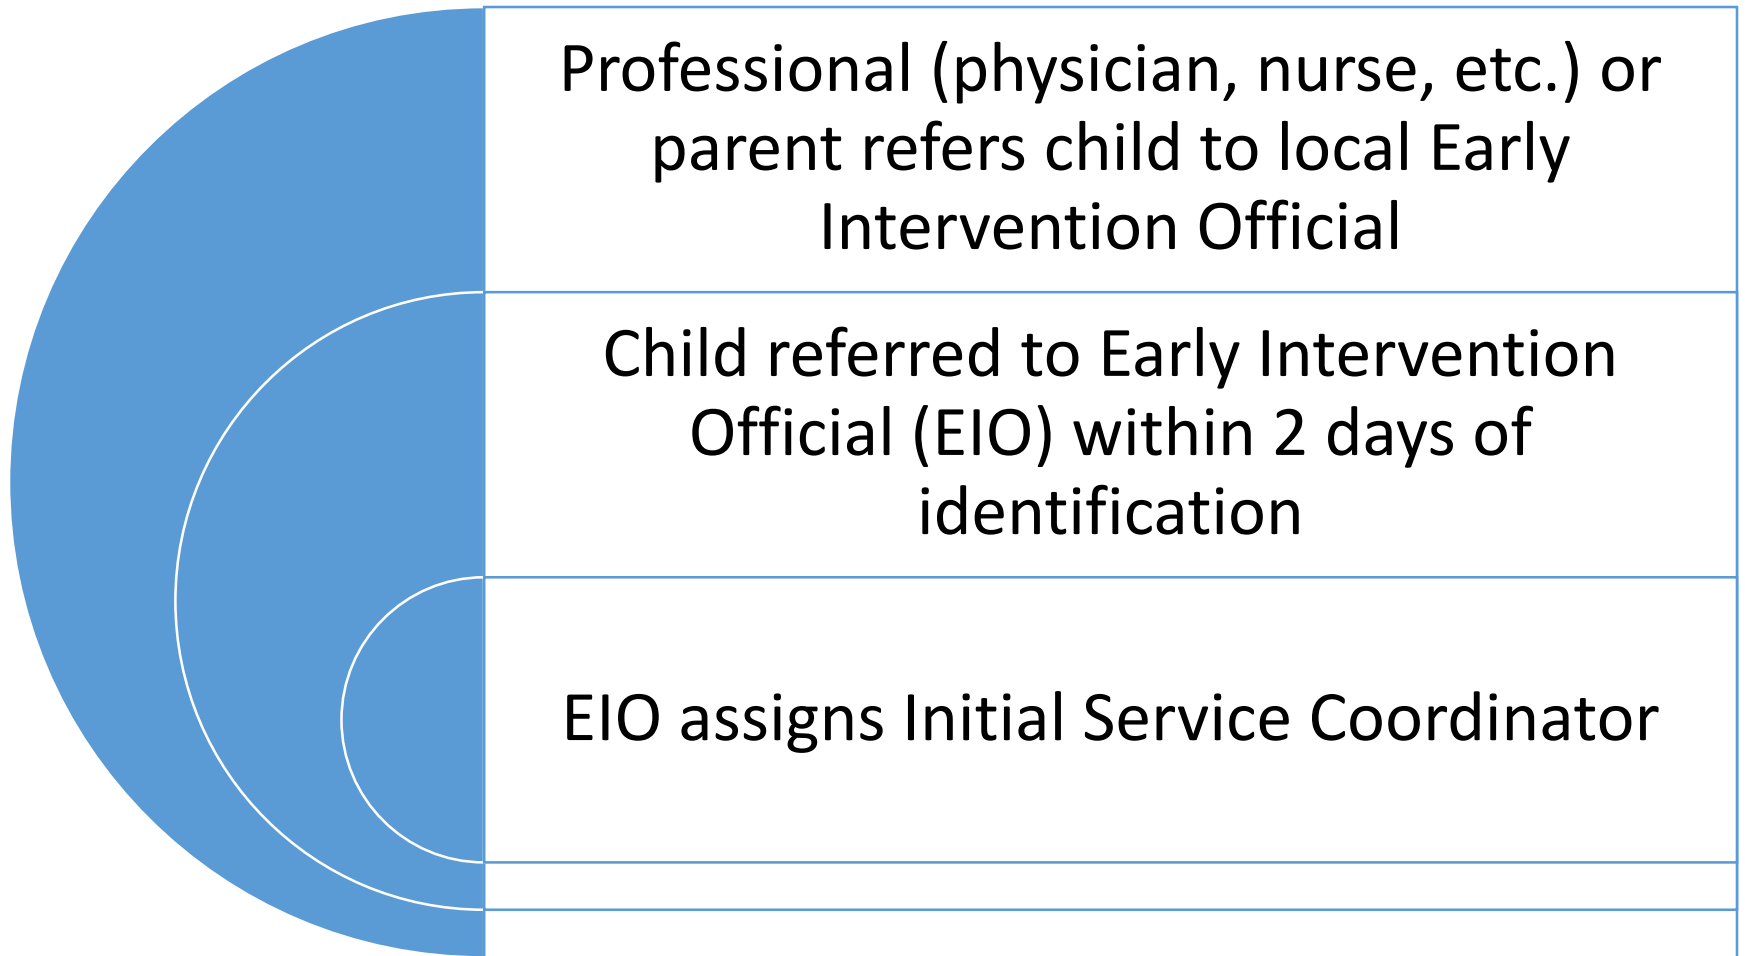 Professional (physician, nurse, etc.) or
parent refers child to local Early
Intervention Official
Child referred to Early Intervention
Official (EIO) within 2 days of
identification
EIO assigns Initial Service Coordinator